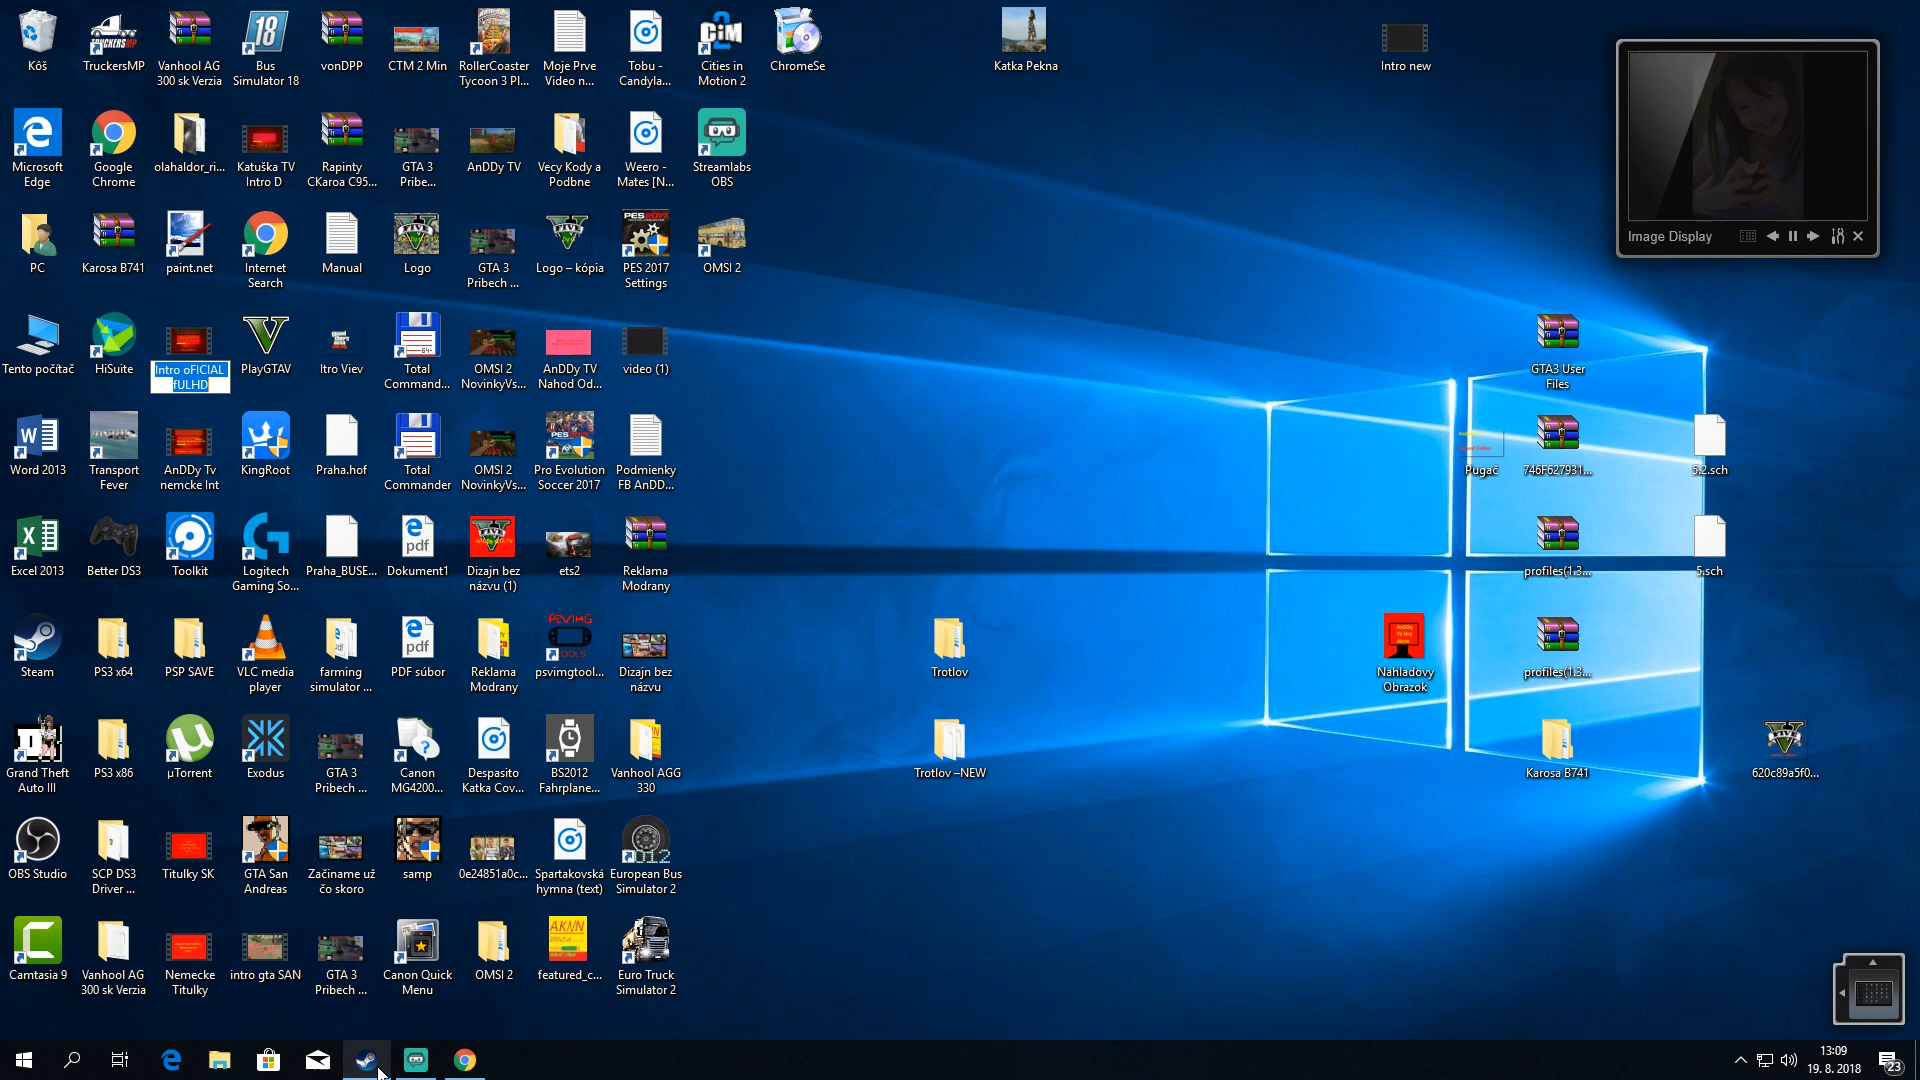 Kôš
TruckersMP
Vanhool AG
300 sk Verzia
Bus
Simulator 18
vonDPP
CTM 2 Min
RollerCoaster
Tycoon 3 Pl...
Moje Prve
Video n...
Tobu -
Candyla...
Cities in
Motion 2
ChromeSe
Katka Pekna
Intro new
Microsoft
Edge
Google
Chrome
olahaldor_ri...
Katuška TV
Intro D
Rapinty
CKaroa C95...
GTA 3
Pribe...
AnDDy TV
Vecy Kody a
Podbne
Weero -
Mates [N...
Streamlabs
OBS
Image Display
PC
Karosa B741
paint.net
Internet
Search
Manual
Logo
GTA 3
Pribech ...
Logo – kópia
PES 2017
Settings
OMSI 2
Tento počítač
HiSuite
Intro oFICIAL
fULHD
PlayGTAV
Itro Viev
Total
Command...
OMSI 2
NovinkyVs...
AnDDy TV
Nahod Od...
video (1)
GTA3 User
Files
Word 2013
Transport
Fever
AnDDy Tv
nemcke Int
KingRoot
Praha.hof
Total
Commander
OMSI 2
NovinkyVs...
Pro Evolution
Soccer 2017
Podmienky
FB AnDD...
Pugač
746F627931...
5.2.sch
Excel 2013
Better DS3
Toolkit
Logitech
Gaming So...
Praha_BUSE...
Dokument1
Dizajn bez
názvu (1)
ets2
Reklama
Modrany
profiles(1.3...
5.sch
Steam
PS3 x64
PSP SAVE
VLC media
player
farming
simulator ...
PDF súbor
Reklama
Modrany
psvimgtool...
Dizajn bez
názvu
Trotlov
Nahladovy
Obrazok
profiles(1.3...
Grand Theft
Auto III
PS3 x86
µTorrent
Exodus
GTA 3
Pribech ...
Canon
MG4200...
Despasito
Katka Cov...
BS2012
Fahrplane...
Vanhool AGG
330
Trotlov –NEW
Karosa B741
620c89a5f0...
OBS Studio
SCP DS3
Driver ...
Titulky SK
GTA San
Andreas
Začiname už
čo skoro
samp
0e24851a0c...
Spartakovská
hymna (text)
European Bus
Simulator 2
Camtasia 9
Vanhool AG
300 sk Verzia
Nemecke
Titulky
intro gta SAN
GTA 3
Pribech ...
Canon Quick
Menu
OMSI 2
featured_c...
Euro Truck
Simulator 2
13:09
19. 8. 2018
23